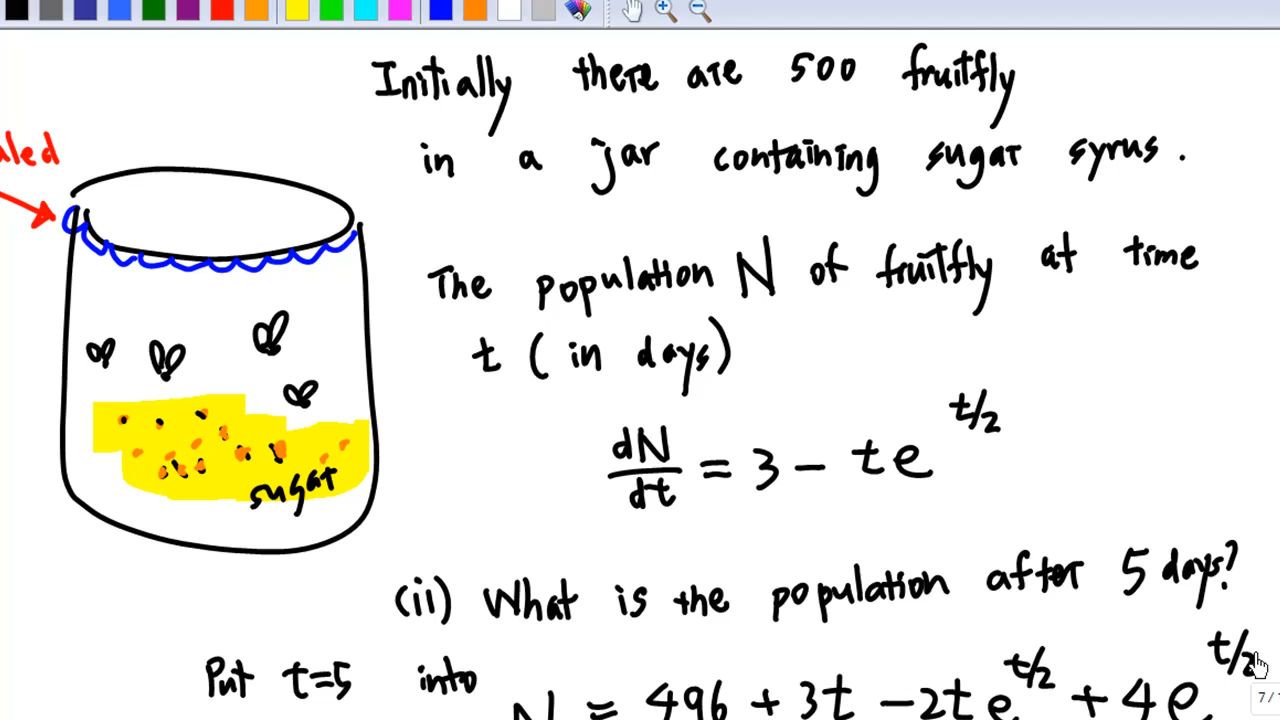 Initially there are 500 fruitfly
in a jar containing sugar syrus.
aled
The population N of fruitfly at time
t (in days)
dN/dt = 3 - te^(t/2)
sugar
(ii) What is the population after 5 days?
Put t=5 into
N = 496 + 3t - 2te^(t/2) + 4e^(t/2)